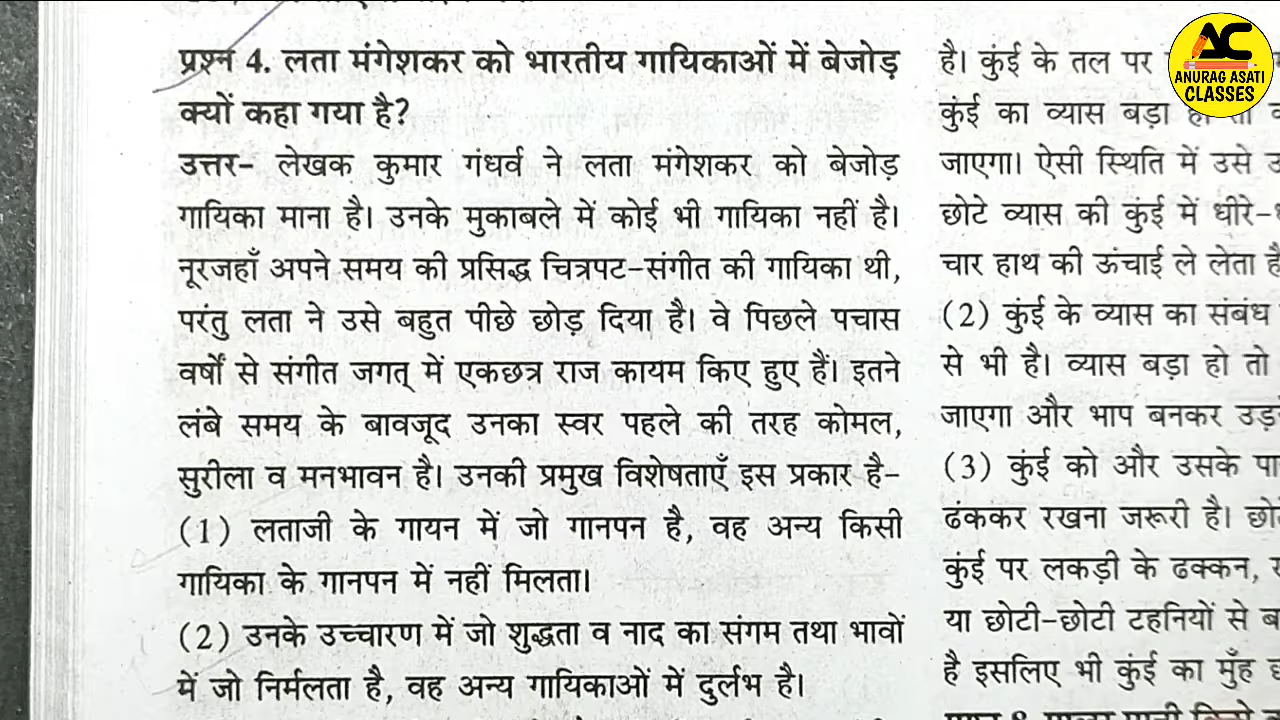 प्रश्न 4. लता मंगेशकर को भारतीय गायिकाओं में बेजोड़
क्यों कहा गया है?
उत्तर– लेखक कुमार गंधर्व ने लता मंगेशकर को बेजोड़
गायिका माना है। उनके मुकाबले में कोई भी गायिका नहीं है।
नूरजहाँ अपने समय की प्रसिद्ध चित्रपट-संगीत की गायिका थी,
परंतु लता ने उसे बहुत पीछे छोड़ दिया है। वे पिछले पचास
वर्षों से संगीत जगत् में एकछत्र राज कायम किए हुए हैं। इतने
लंबे समय के बावजूद उनका स्वर पहले की तरह कोमल,
सुरीला व मनभावन है। उनकी प्रमुख विशेषताएँ इस प्रकार है–
(1) लताजी के गायन में जो गानपन है, वह अन्य किसी
गायिका के गानपन में नहीं मिलता।
(2) उनके उच्चारण में जो शुद्धता व नाद का संगम तथा भावों
में जो निर्मलता है, वह अन्य गायिकाओं में दुर्लभ है।
है। कुंई के तल पर
कुंई का व्यास बड़ा हो तो
जाएगा। ऐसी स्थिति में उसे
छोटे व्यास की कुंई में धीरे-
चार हाथ की ऊंचाई ले लेता है
(2) कुंई के व्यास का संबंध
से भी है। व्यास बड़ा हो तो
जाएगा और भाप बनकर
(3) कुंई को और उसके
ढंककर रखना जरूरी है।
कुंई पर लकड़ी के ढक्कन,
या छोटी-छोटी टहनियों से
है इसलिए भी कुंई का मुँह
AC
ANURAG ASATI
CLASSES